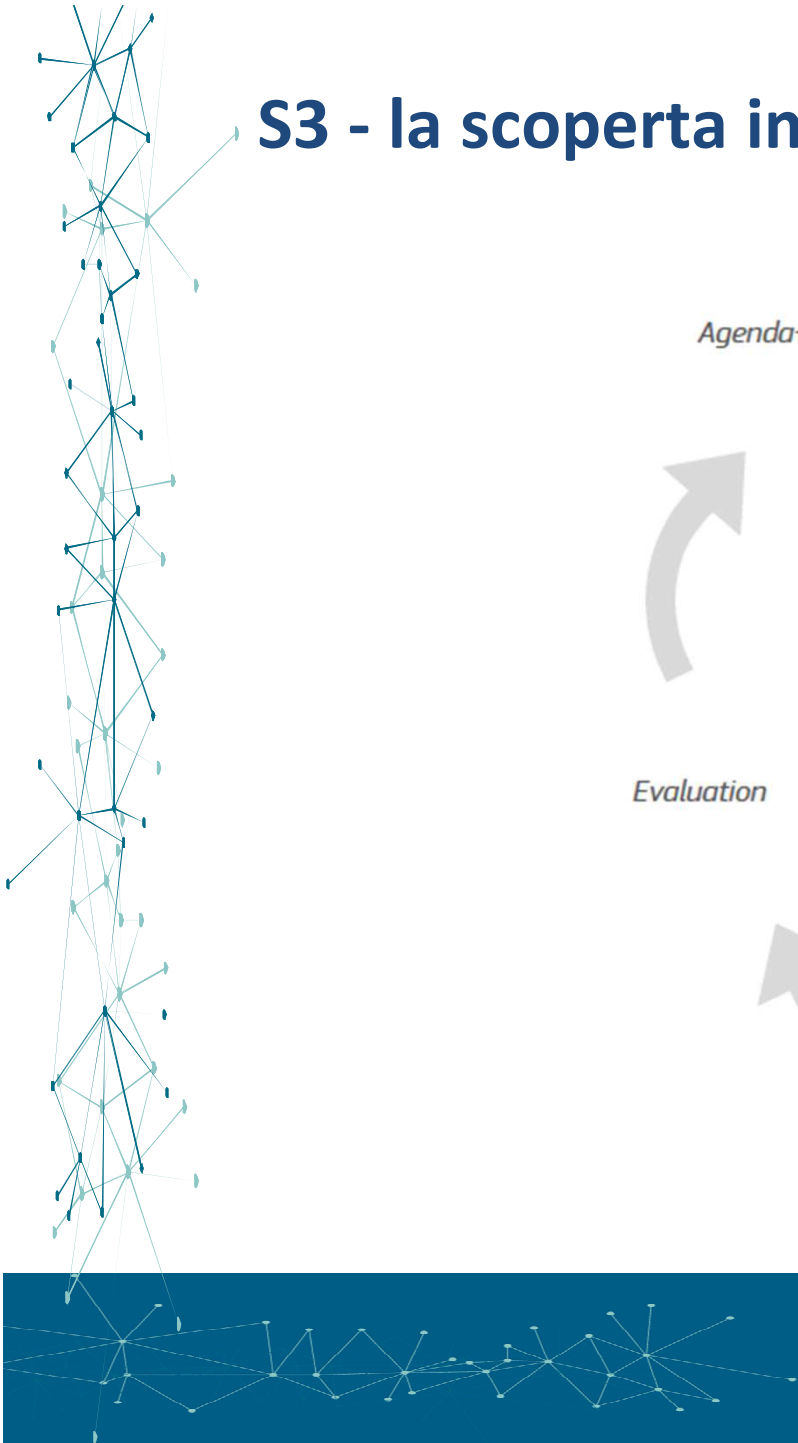 S3 - la scoperta in
Agenda-
Evaluation